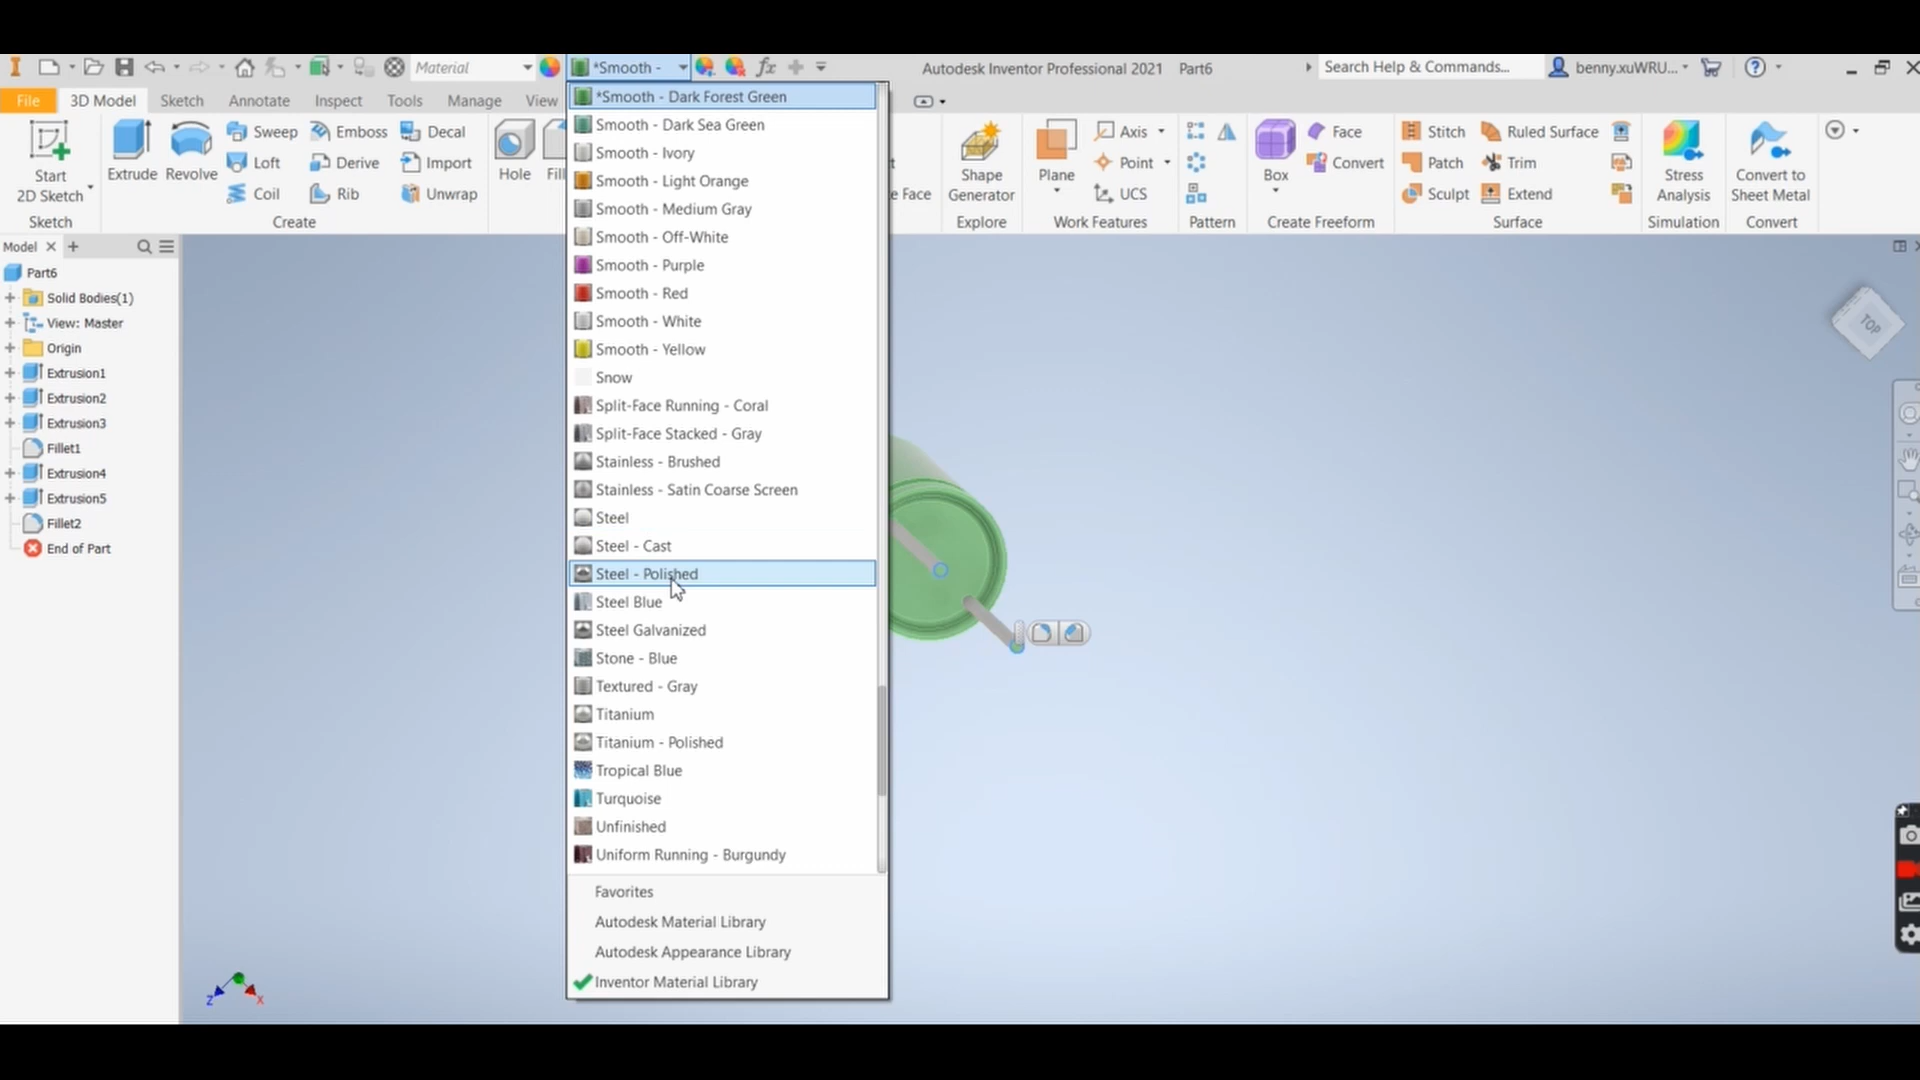 Material
*Smooth -
Autodesk Inventor Professional 2021 Part6
Search Help & Commands...
benny.xuWRU...
File
3D Model
Sketch
Annotate
Inspect
Tools
Manage
View
Start
2D Sketch
Sketch
Extrude
Revolve
Sweep
Loft
Coil
Emboss
Derive
Rib
Decal
Import
Unwrap
Create
Hole
Fil
e Face
Shape
Generator
Explore
Plane
Axis
Point
UCS
Work Features
Pattern
Box
Face
Convert
Create Freeform
Stitch
Patch
Sculpt
Ruled Surface
Trim
Extend
Surface
Stress
Analysis
Simulation
Convert to
Sheet Metal
Convert
Model
Part6
Solid Bodies(1)
View: Master
Origin
Extrusion1
Extrusion2
Extrusion3
Fillet1
Extrusion4
Extrusion5
Fillet2
End of Part
*Smooth - Dark Forest Green
Smooth - Dark Sea Green
Smooth - Ivory
Smooth - Light Orange
Smooth - Medium Gray
Smooth - Off-White
Smooth - Purple
Smooth - Red
Smooth - White
Smooth - Yellow
Snow
Split-Face Running - Coral
Split-Face Stacked - Gray
Stainless - Brushed
Stainless - Satin Coarse Screen
Steel
Steel - Cast
Steel - Polished
Steel Blue
Steel Galvanized
Stone - Blue
Textured - Gray
Titanium
Titanium - Polished
Tropical Blue
Turquoise
Unfinished
Uniform Running - Burgundy
Favorites
Autodesk Material Library
Autodesk Appearance Library
Inventor Material Library
TOP
Z
X